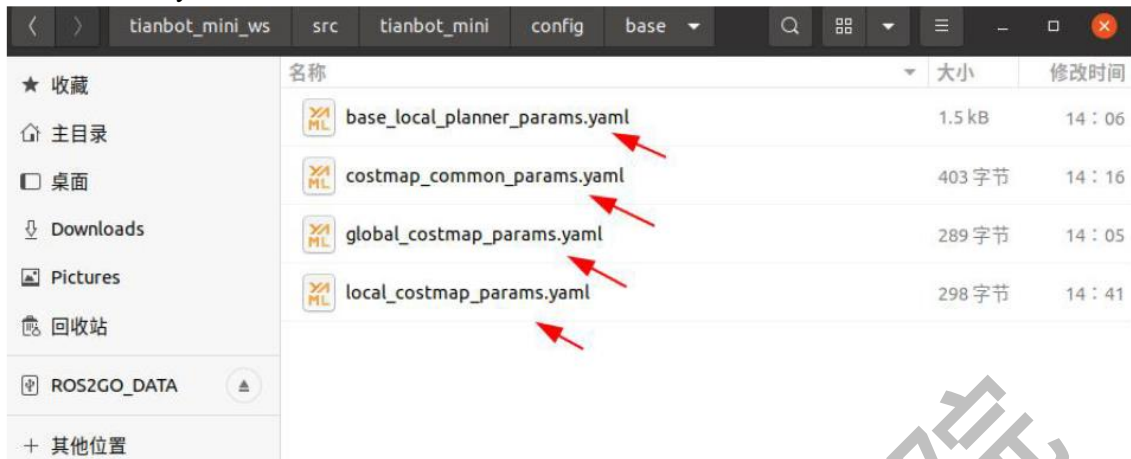 tianbot_mini_ws src tianbot_mini config base
名称 大小 修改时间
★ 收藏
主目录
桌面
Downloads
Pictures
回收站
ROS2GO_DATA
+ 其他位置
base_local_planner_params.yaml 1.5 kB 14：06
costmap_common_params.yaml 403 字节 14：16
global_costmap_params.yaml 289 字节 14：05
local_costmap_params.yaml 298 字节 14：41